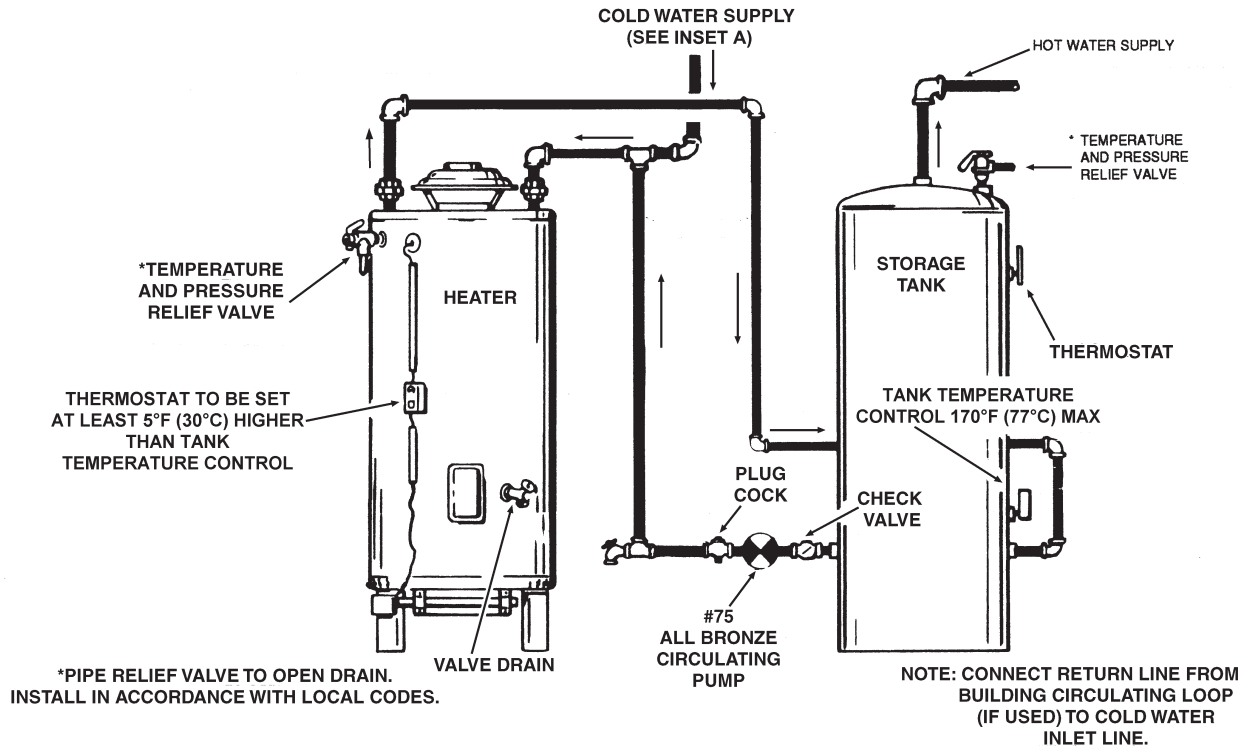 COLD WATER SUPPLY
(SEE INSET A)
HOT WATER SUPPLY
* TEMPERATURE
AND PRESSURE
RELIEF VALVE
*TEMPERATURE
AND PRESSURE
RELIEF VALVE
HEATER
STORAGE
TANK
THERMOSTAT
THERMOSTAT TO BE SET
AT LEAST 5°F (30°C) HIGHER
THAN TANK
TEMPERATURE CONTROL
TANK TEMPERATURE
CONTROL 170°F (77°C) MAX
PLUG
COCK
CHECK
VALVE
#75
ALL BRONZE
CIRCULATING
PUMP
VALVE DRAIN
*PIPE RELIEF VALVE TO OPEN DRAIN.
INSTALL IN ACCORDANCE WITH LOCAL CODES.
NOTE: CONNECT RETURN LINE FROM
BUILDING CIRCULATING LOOP
(IF USED) TO COLD WATER
INLET LINE.